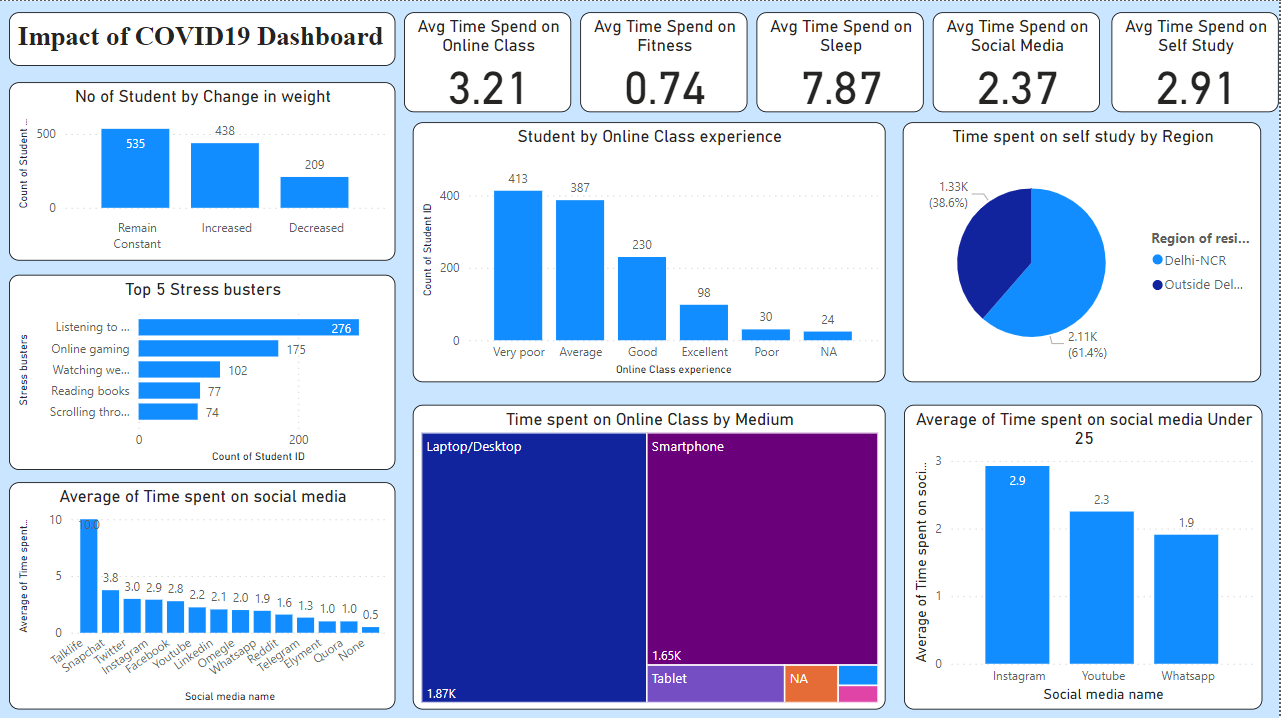 Impact of COVID19 Dashboard
Avg Time Spend on
Online Class
3.21
Avg Time Spend on
Fitness
0.74
Avg Time Spend on
Sleep
7.87
Avg Time Spend on
Social Media
2.37
Avg Time Spend on
Self Study
2.91
No of Student by Change in weight
Count of Student ...
500
0
535
438
209
Remain
Constant
Increased
Decreased
Top 5 Stress busters
Stress busters
Listening to ...
276
Online gaming
175
Watching we...
102
Reading books
77
Scrolling thro...
74
0
200
Count of Student ID
Average of Time spent on social media
Average of Time spent...
10
5
0
10.0
3.8
3.0
2.9
2.8
2.2
2.1
2.0
1.9
1.6
1.3
1.0
1.0
0.5
Talklife
Snapchat
Twitter
Instagram
Facebook
Youtube
Linkedin
Omegle
Whatsapp
Reddit
Telegram
Elyment
Quora
None
Social media name
Student by Online Class experience
Count of Student ID
400
200
0
413
387
230
98
30
24
Very poor
Average
Good
Excellent
Poor
NA
Online Class experience
Time spent on self study by Region
1.33K
(38.6%)
2.11K
(61.4%)
Region of resi...
Delhi-NCR
Outside Del...
Time spent on Online Class by Medium
Laptop/Desktop
1.87K
Smartphone
1.65K
Tablet
NA
Average of Time spent on social media Under
25
Average of Time spent on soci...
3
2
1
0
2.9
2.3
1.9
Instagram
Youtube
Whatsapp
Social media name